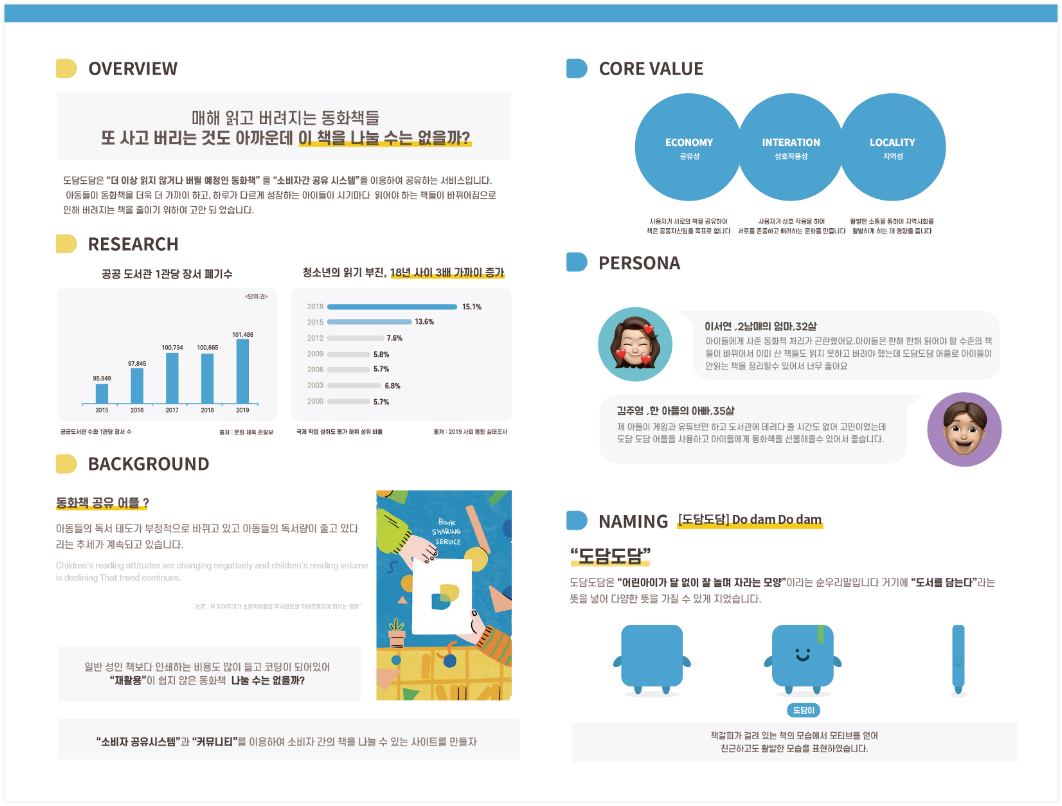 OVERVIEW
매해 읽고 버려지는 동화책들
또 사고 버리는 것도 아까운데 이 책을 나눌 수는 없을까?
도담도담은 “더 이상 읽지 않거나 버릴 예정인 동화책” 을 “소비자간 공유 시스템”을 이용하여 공유하는 서비스입니다.
아동들이 동화책을 더욱 더 가까이 하고, 하루가 다르게 성장하는 아이들이 시기마다 읽어야 하는 책들이 바뀌어짐으로
인해 버려지는 책을 줄이기 위하여 고안 되 었습니다.
RESEARCH
공공 도서관 1관당 장서 폐기수
<단위:권>
95,949
97,845
100,734
100,665
101,486
2015
2016
2017
2018
2019
공공도서관 수와 1관당 장서 수
출처 : 문화 체육 관광부
청소년의 읽기 부진, 18년 사이 3배 가까이 증가
2018 15.1%
2015 13.6%
2012 7.6%
2009 5.8%
2006 5.7%
2003 6.8%
2000 5.7%
국제 학업 성취도 평가 하위 성취 비율
출처 : 2019 사회 통합 실태조사
BACKGROUND
동화책 공유 어플 ?
아동들의 독서 태도가 부정적으로 바뀌고 있고 아동들의 독서량이 줄고 있다
라는 추세가 계속되고 있습니다.
Children's reading attitudes are changing negatively and children's reading volume
is declining That trend continues.
BOOK
SHARING
SERVICE
일반 성인 책보다 인쇄하는 비용도 많이 들고 코팅이 되어있어
“재활용”이 쉽지 않은 동화책 나눌 수는 없을까?
“소비자 공유시스템”과 “커뮤니티”를 이용하여 소비자 간의 책을 나눌 수 있는 사이트를 만들자
CORE VALUE
ECONOMY
공유성
INTERATION
상호작용성
LOCALITY
지역성
사용자가 서로의 책을 공유하여
책은 공동자산임을 목표로 합니다
사용자가 상호 작용을 하여
서로를 존중하고 배려하는 문화를 만듭니다
활발한 소통을 통하여 지역사회를
활발하게 하는 데 영향을 줍니다
PERSONA
이서연 .2남매의 엄마.32살
아이들에게 사준 동화책 처리가 곤란했어요.아이들은 한해 한해 읽어야 할 수준의 책
들이 바뀌어서 이미 산 책들도 읽지 못하고 버려야 했는데 도담도담 어플로 아이들이
안읽는 책을 정리할수 있어서 너무 좋아요
김주영 .한 아들의 아빠.35살
제 아들이 게임과 유튜브만 하고 도서관에 데려다 줄 시간도 없어 고민이었는데
도담 도담 어플을 사용하고 아이들에게 동화책을 선물해줄수 있어서 좋습니다.
NAMING [도담도담] Do dam Do dam
“도담도담”
도담도담은 “어린아이가 탈 없이 잘 놀며 자라는 모양”이라는 순우리말입니다 거기에 “도서를 담는다”라는
뜻을 넣어 다양한 뜻을 가질 수 있게 지었습니다.
도담이
책갈피가 걸려 있는 책의 모습에서 모티브를 얻어
친근하고도 활발한 모습을 표현하였습니다.